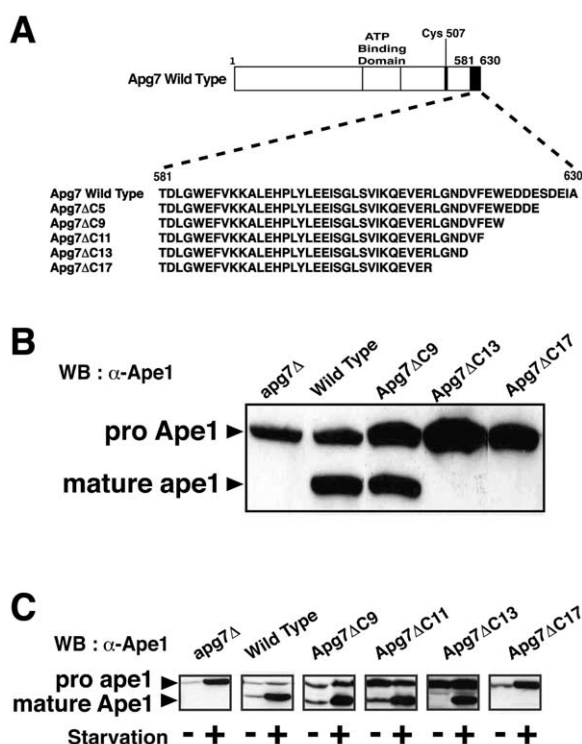 A
ATP
Binding
Domain
Cys 507
1
581 630
Apg7 Wild Type
581
630
Apg7 Wild Type TDLGWEFVKKALEHPLYLEEISGLSVIKQEVERLGNDVFEWEDDESDEIA
Apg7ΔC5 TDLGWEFVKKALEHPLYLEEISGLSVIKQEVERLGNDVFEWEDDE
Apg7ΔC9 TDLGWEFVKKALEHPLYLEEISGLSVIKQEVERLGNDVFEW
Apg7ΔC11 TDLGWEFVKKALEHPLYLEEISGLSVIKQEVERLGNDVF
Apg7ΔC13 TDLGWEFVKKALEHPLYLEEISGLSVIKQEVERLGND
Apg7ΔC17 TDLGWEFVKKALEHPLYLEEISGLSVIKQEVER
B
WB : α-Ape1
apg7Δ Wild Type Apg7ΔC9 Apg7ΔC13 Apg7ΔC17
pro Ape1
mature ape1
C
WB : α-Ape1
apg7Δ Wild Type Apg7ΔC9 Apg7ΔC11 Apg7ΔC13 Apg7ΔC17
pro ape1
mature Ape1
Starvation - + - + - + - + - + - +